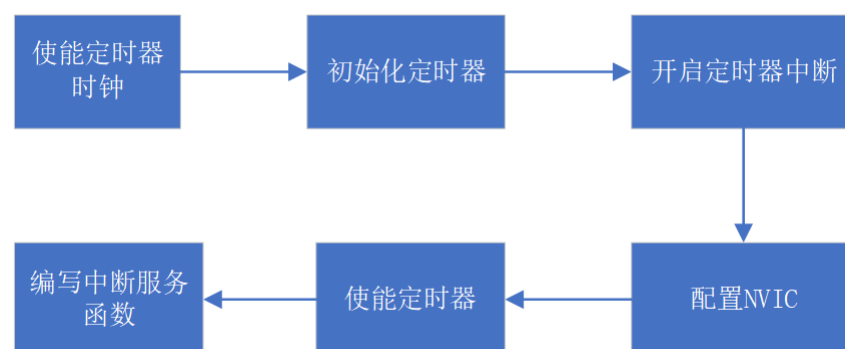 使能定时器
时钟
初始化定时器
开启定时器中断
配置NVIC
使能定时器
编写中断服务
函数